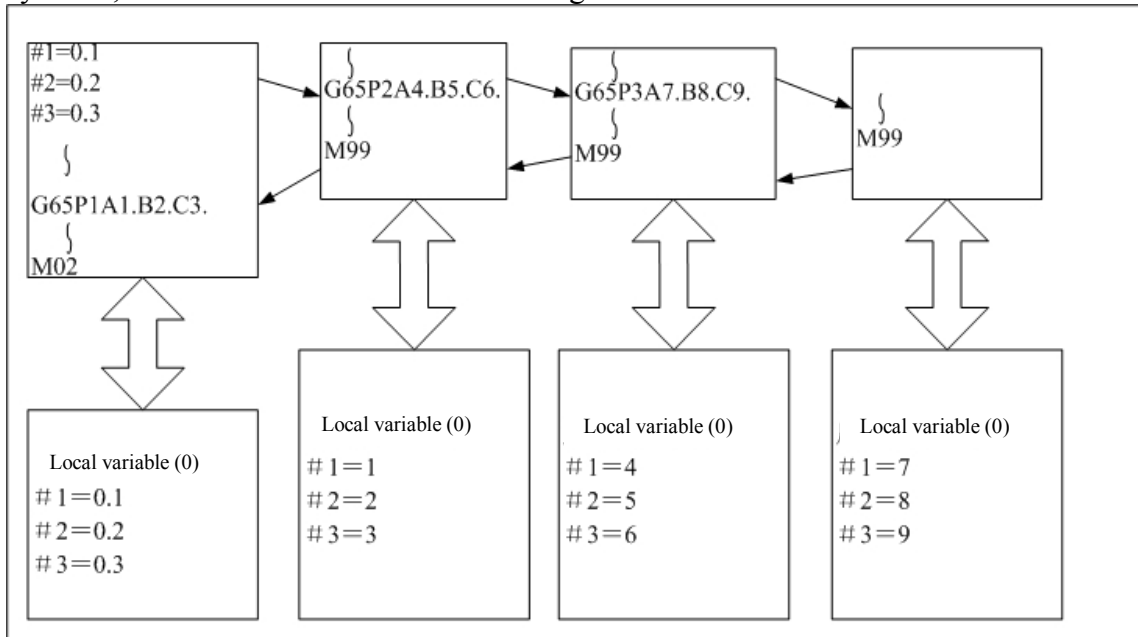 #1=0.1
#2=0.2
#3=0.3
G65P1A1.B2.C3.
M02
G65P2A4.B5.C6.
M99
G65P3A7.B8.C9.
M99
M99
Local variable (0)
#1=0.1
#2=0.2
#3=0.3
Local variable (0)
#1=1
#2=2
#3=3
Local variable (0)
#1=4
#2=5
#3=6
Local variable (0)
#1=7
#2=8
#3=9